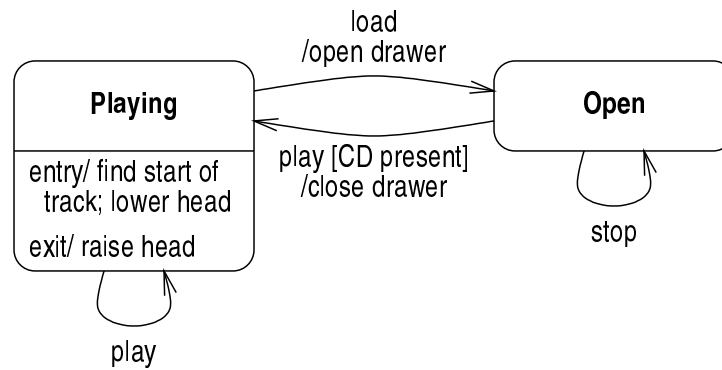 load
/open drawer
Playing
Open
entry/ find start of
track; lower head
exit/ raise head
play [CD present]
/close drawer
stop
play